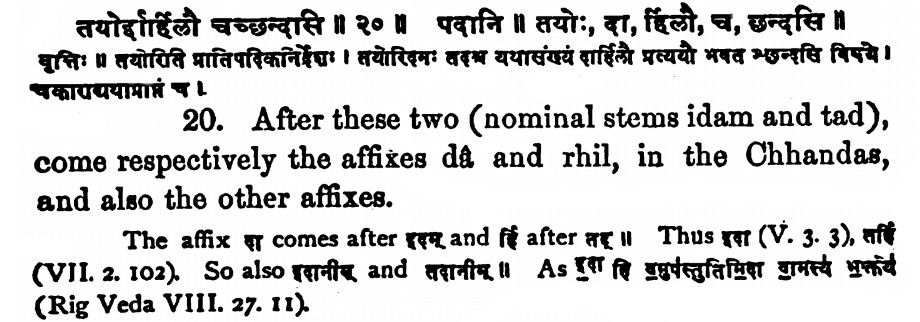 तयोर्दार्हिलौ चच्छन्दसि ॥ २० ॥ पदानि ॥ तयोः, दा, र्हिलौ, च, छन्दसि ॥
वृत्तिः ॥ तयोरिति प्रातिपदिकनिर्देशः । तयोरिदमः तदश्च यथासंख्यं दार्हिलौ प्रत्ययौ भवत श्छन्दसि विषये ।
चकाराद्यथाप्राप्तं च ।
20. After these two (nominal stems idam and tad),
come respectively the affixes dâ and rhil, in the Chhandas,
and also the other affixes.
The affix दा comes after इदम् and र्हि after तद् ॥ Thus इदा (V. 3. 3), तर्हि
(VII. 2. 102). So also इदानीम् and तदानीम् ॥ As इ॒दा हि व॒ उप॑स्तुतिमि॒दा वा॒मस्य॑ भ॒क्तये॑
(Rig Veda VIII. 27. 11).